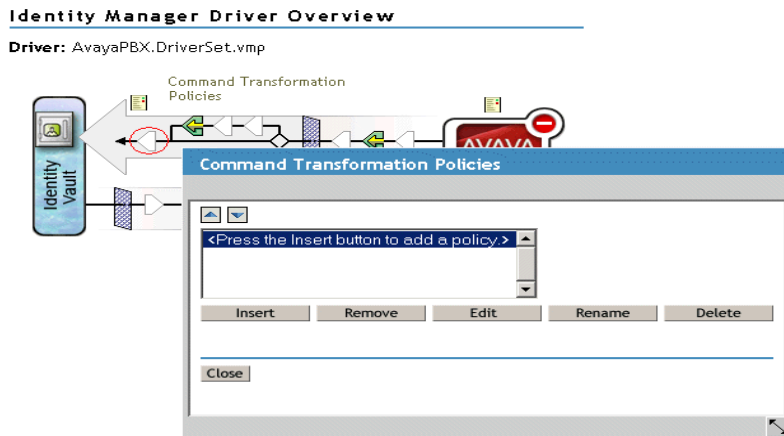 Identity Manager Driver Overview
Driver: AvayaPBX.DriverSet.vmp
Command Transformation
Policies
Identity
Vault
AVAYA
Command Transformation Policies
<Press the Insert button to add a policy.>
Insert Remove Edit Rename Delete
Close